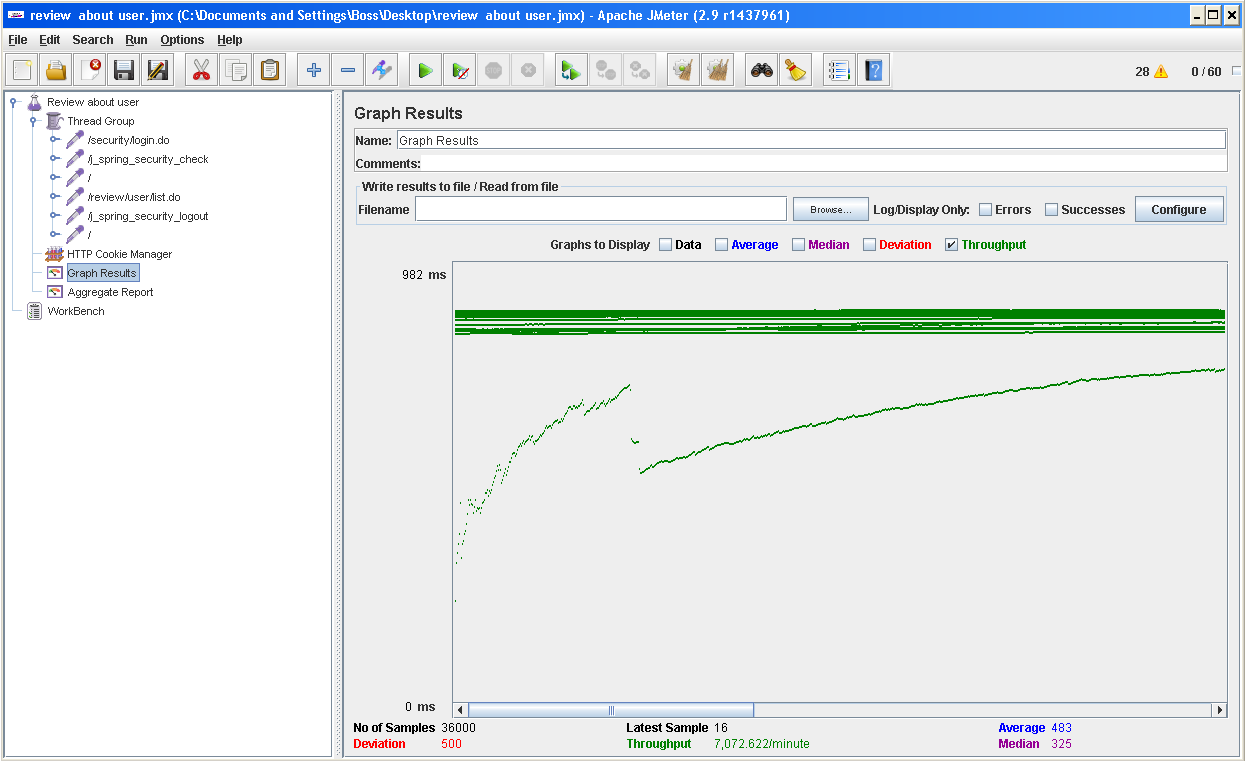 review  about user.jmx (C:\Documents and Settings\Boss\Desktop\review  about user.jmx) - Apache JMeter (2.9 r1437961)
File Edit Search Run Options Help
28 0 / 60
Review about user
Thread Group
/security/login.do
/j_spring_security_check
/
/review/user/list.do
/j_spring_security_logout
/
HTTP Cookie Manager
Graph Results
Aggregate Report
WorkBench
Graph Results
Name: Graph Results
Comments:
Write results to file / Read from file
Filename Browse... Log/Display Only: Errors Successes Configure
Graphs to Display Data Average Median Deviation Throughput
982 ms
0 ms
No of Samples 36000 Latest Sample 16 Average 483
Deviation 500 Throughput 7,072.622/minute Median 325